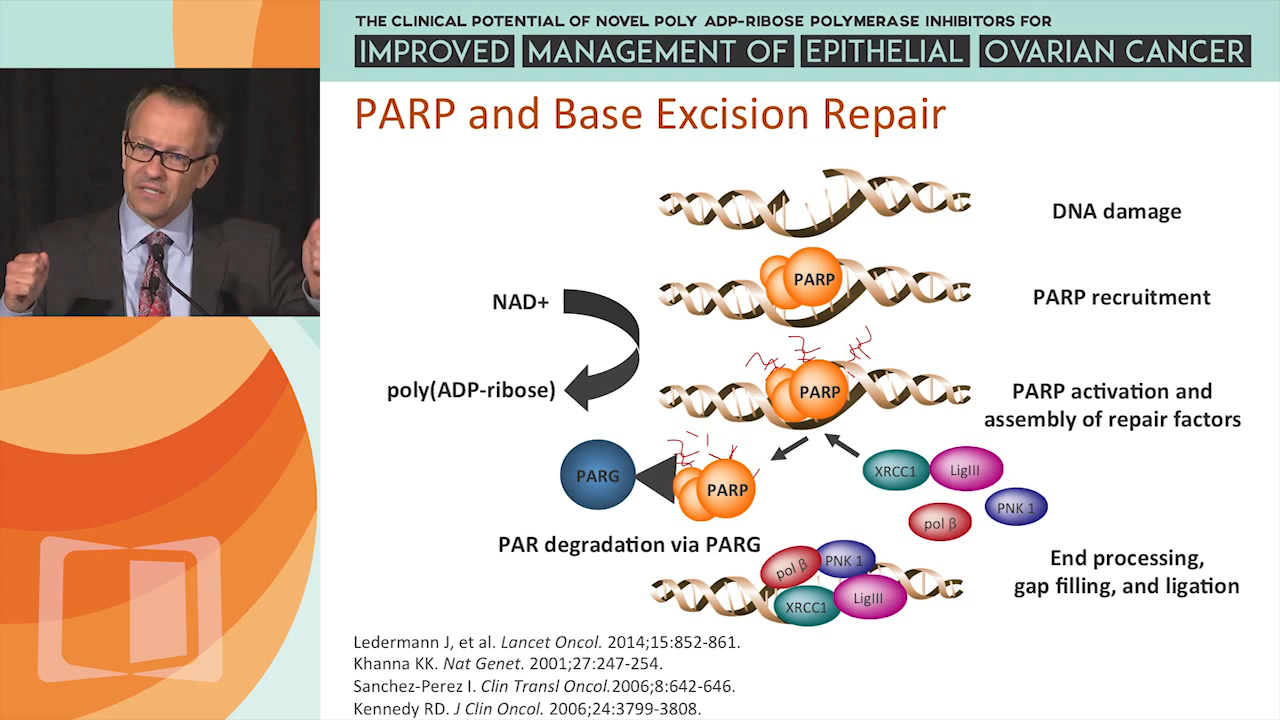 THE CLINICAL POTENTIAL OF NOVEL POLY ADP-RIBOSE POLYMERASE INHIBITORS FOR
IMPROVED MANAGEMENT OF EPITHELIAL OVARIAN CANCER
PARP and Base Excision Repair
DNA damage
PARP
PARP recruitment
NAD+
poly(ADP-ribose)
PARP
PARP activation and
assembly of repair factors
PARG
PARP
XRCC1
LigIII
PNK 1
pol β
PAR degradation via PARG
pol β
PNK 1
XRCC1
LigIII
End processing,
gap filling, and ligation
Ledermann J, et al. Lancet Oncol. 2014;15:852-861.
Khanna KK. Nat Genet. 2001;27:247-254.
Sanchez-Perez I. Clin Transl Oncol.2006;8:642-646.
Kennedy RD. J Clin Oncol. 2006;24:3799-3808.